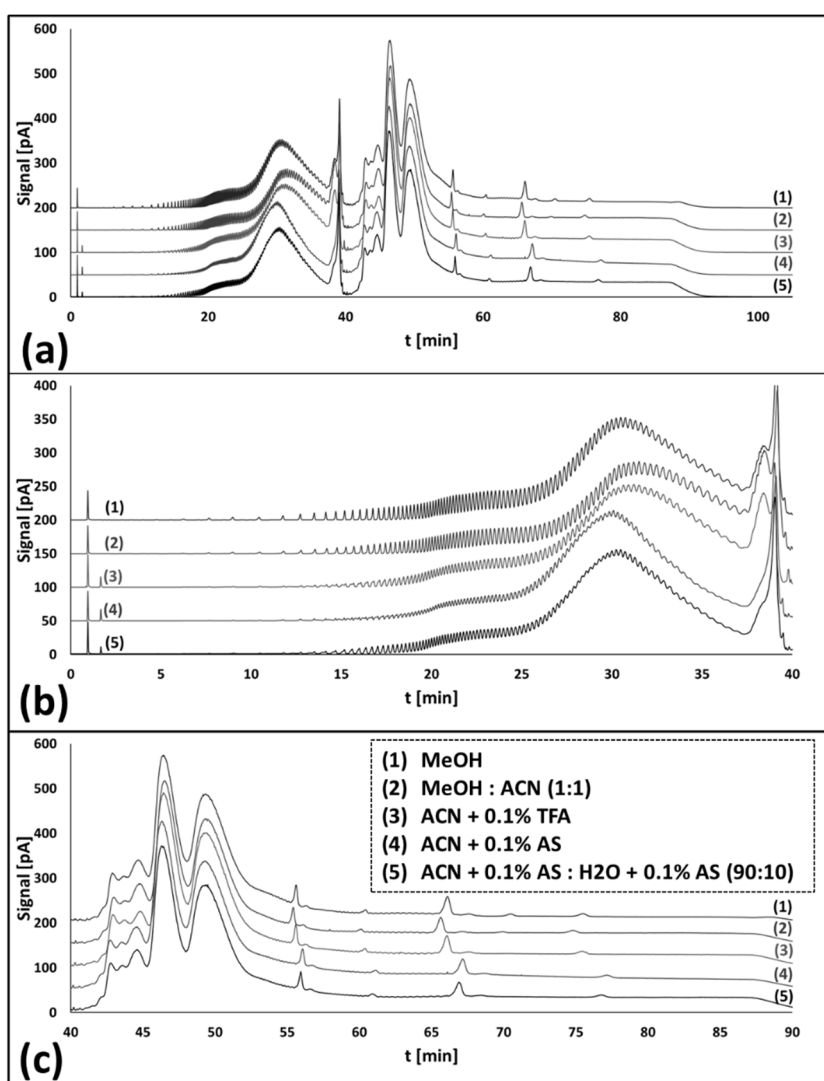 600
500
400
300
200
100
0
Signal [pA]
(1)
(2)
(3)
(4)
(5)
0 20 40 60 80 100
t [min]
(a)
400
350
300
250
200
150
100
50
0
Signal [pA]
(1)
(2)
(3)
(4)
(5)
0 5 10 15 20 25 30 35 40
t [min]
(b)
600
500
400
300
200
100
0
Signal [pA]
(1) MeOH
(2) MeOH : ACN (1:1)
(3) ACN + 0.1% TFA
(4) ACN + 0.1% AS
(5) ACN + 0.1% AS : H2O + 0.1% AS (90:10)
(1)
(2)
(3)
(4)
(5)
40 45 50 55 60 65 70 75 80 85 90
t [min]
(c)